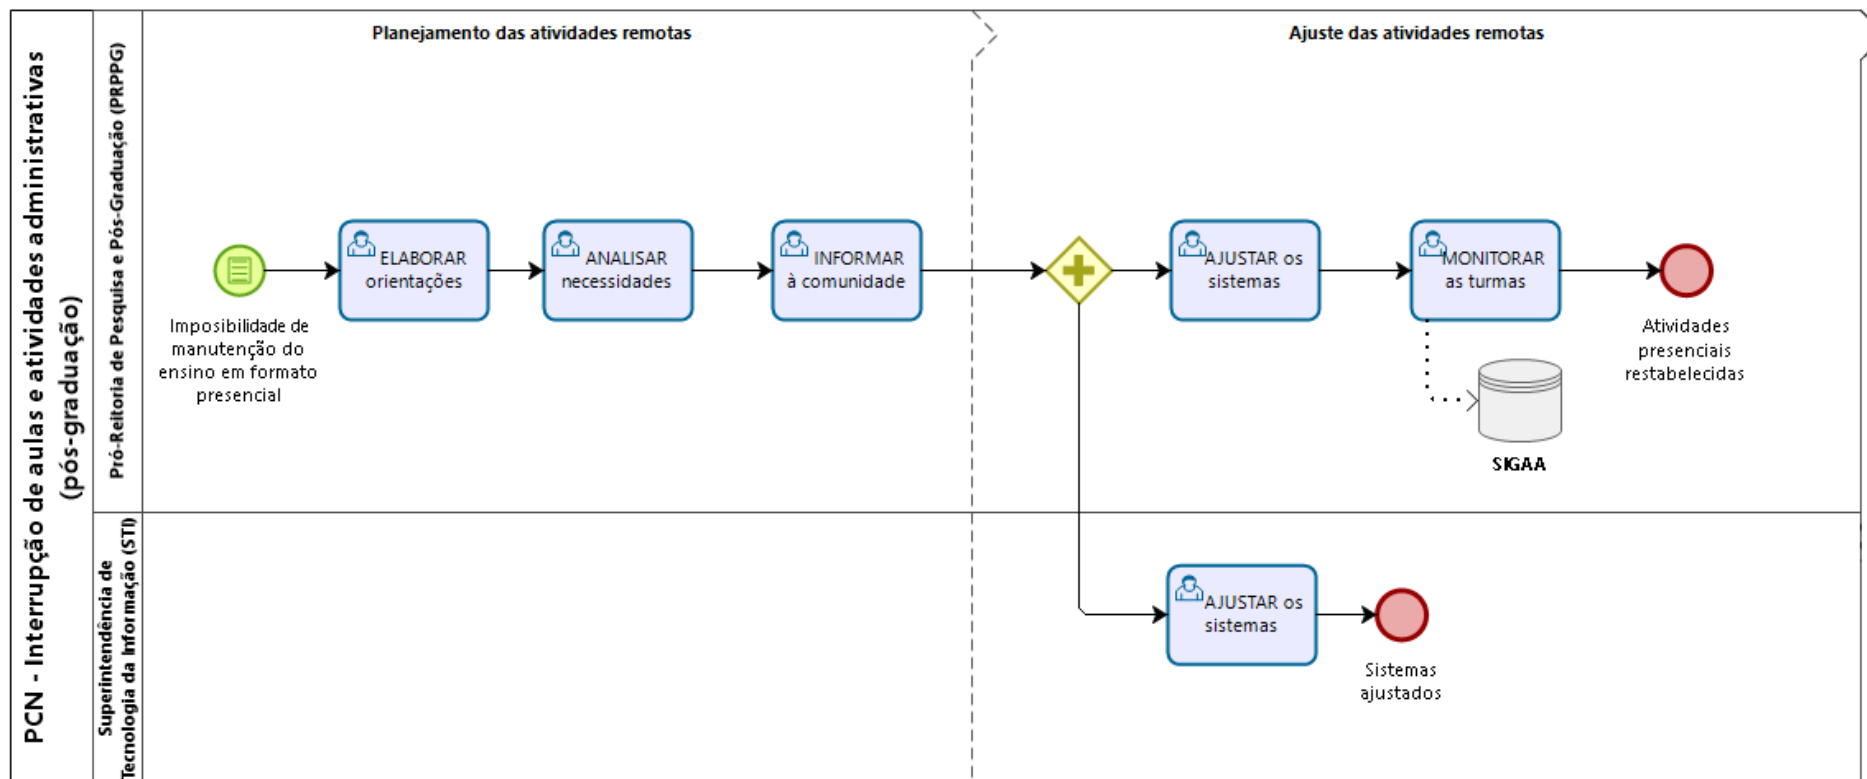 PCN - Interrupção de aulas e atividades administrativas
(pós-graduação)
Pró-Reitoria de Pesquisa e Pós-Graduação (PRPPG)
Planejamento das atividades remotas
Ajuste das atividades remotas
Imposibilidade de
manutenção do
ensino em formato
presencial
ELABORAR
orientações
ANALISAR
necessidades
INFORMAR
à comunidade
AJUSTAR os
sistemas
MONITORAR
as turmas
SIGAA
Atividades
presenciais
restabelecidas
Superintendência de
Tecnologia da Informação (STI)
AJUSTAR os
sistemas
Sistemas
ajustados